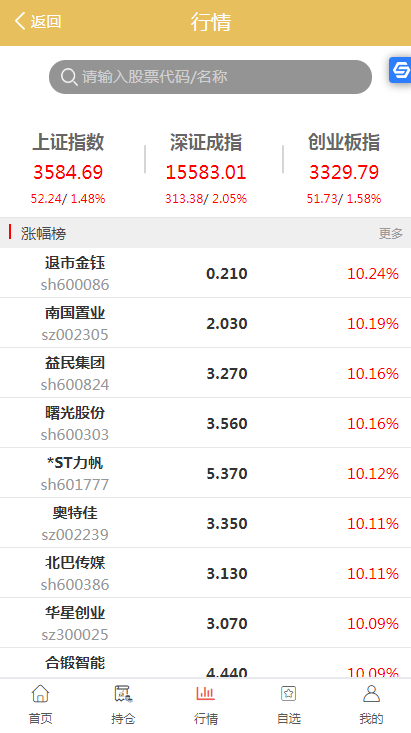 返回
行情
请输入股票代码/名称
上证指数 深证成指 创业板指
3584.69 15583.01 3329.79
52.24/ 1.48% 313.38/ 2.05% 51.73/ 1.58%
涨幅榜 更多
退市金钰
sh600086 0.210 10.24%
南国置业
sz002305 2.030 10.19%
益民集团
sh600824 3.270 10.16%
曙光股份
sh600303 3.560 10.16%
*ST力帆
sh601777 5.370 10.12%
奥特佳
sz002239 3.350 10.11%
北巴传媒
sh600386 3.130 10.11%
华星创业
sz300025 3.070 10.09%
合锻智能
4.440 10.09%
首页 持仓 行情 自选 我的